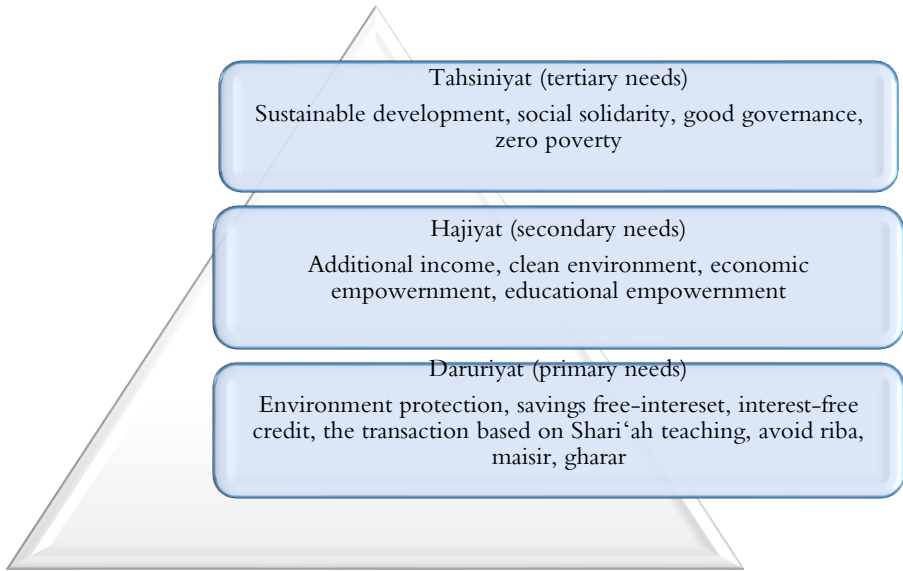 Tahsiniyat (tertiary needs)
Sustainable development, social solidarity, good governance,
zero poverty
Hajiyat (secondary needs)
Additional income, clean environment, economic
empowernment, educational empowernment
Daruriyat (primary needs)
Environment protection, savings free-intereset, interest-free
credit, the transaction based on Shari‘ah teaching, avoid riba,
maisir, gharar